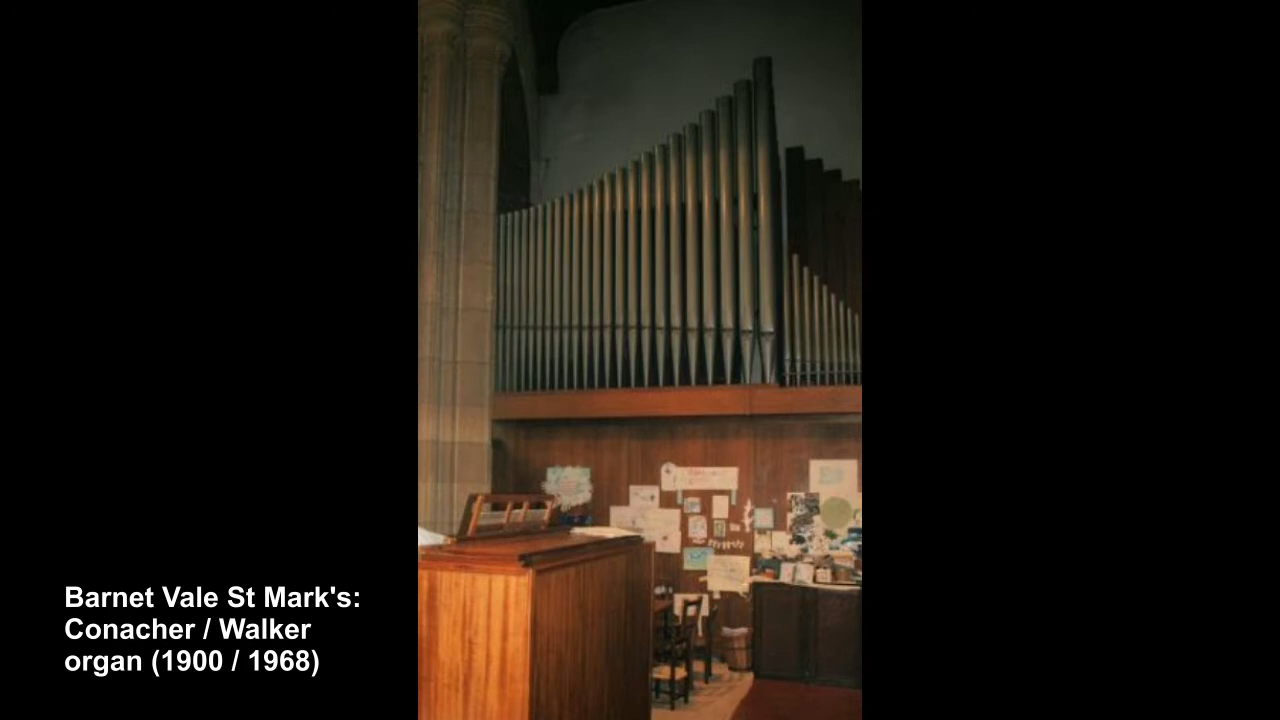 Barnet Vale St Mark's:
Conacher / Walker
organ (1900 / 1968)